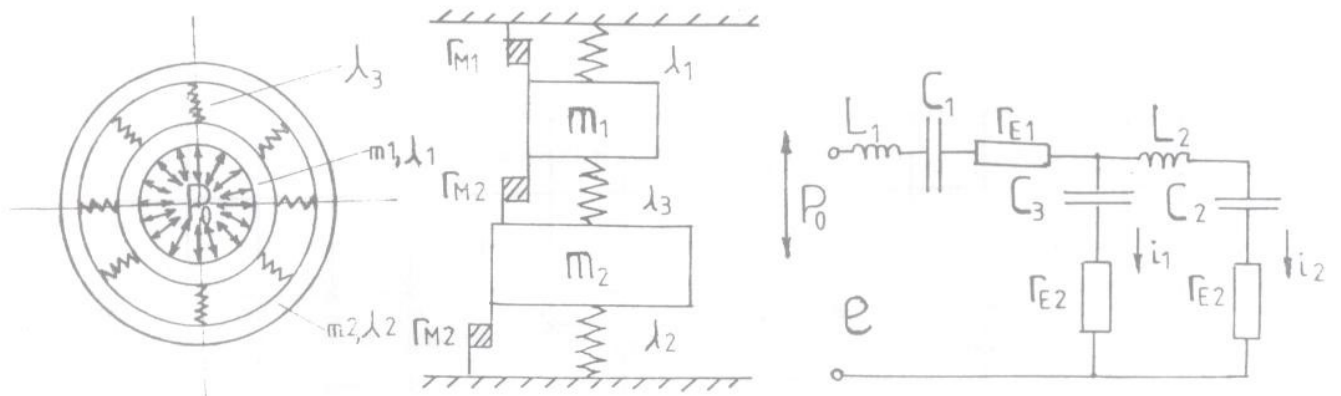 λ3
m1,λ1
P0
m2,λ2
rM1
λ1
m1
rM2
λ3
m2
rM2
λ2
P0
e
L1
C1
rE1
L2
C3
C2
i1
i2
rE2
rE2